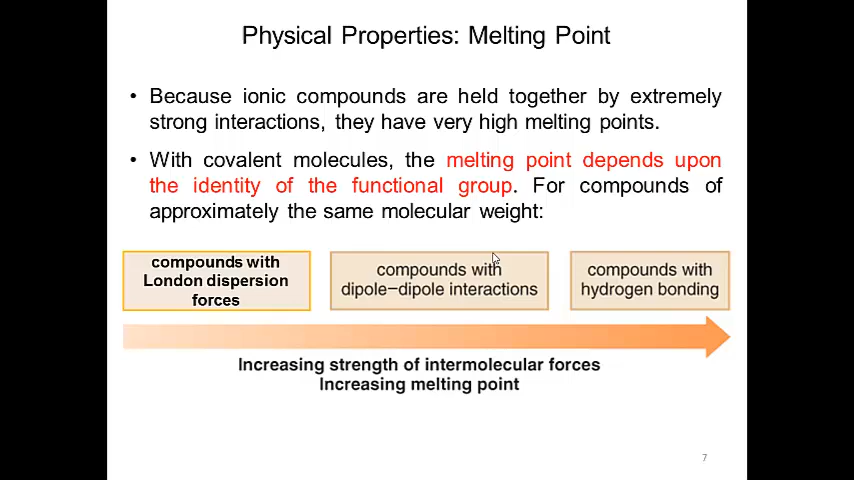 Physical Properties: Melting Point
• Because ionic compounds are held together by extremely
strong interactions, they have very high melting points.
• With covalent molecules, the melting point depends upon
the identity of the functional group. For compounds of
approximately the same molecular weight:
compounds with
London dispersion
forces
compounds with
dipole–dipole interactions
compounds with
hydrogen bonding
Increasing strength of intermolecular forces
Increasing melting point
7